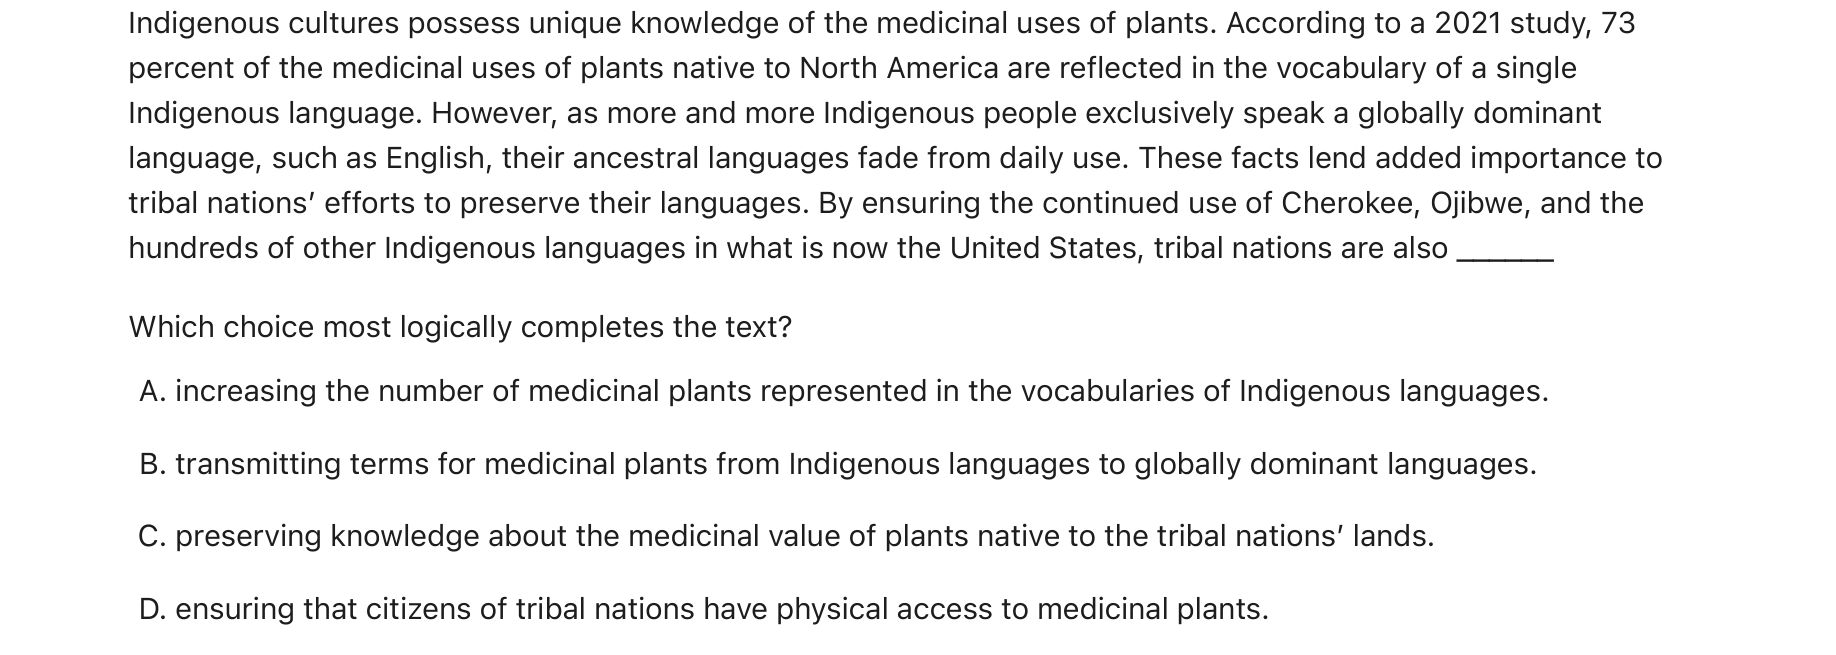 Indigenous cultures possess unique knowledge of the medicinal uses of plants. According to a 2021 study, 73
percent of the medicinal uses of plants native to North America are reflected in the vocabulary of a single
Indigenous language. However, as more and more Indigenous people exclusively speak a globally dominant
language, such as English, their ancestral languages fade from daily use. These facts lend added importance to
tribal nations’ efforts to preserve their languages. By ensuring the continued use of Cherokee, Ojibwe, and the
hundreds of other Indigenous languages in what is now the United States, tribal nations are also ______
Which choice most logically completes the text?
A. increasing the number of medicinal plants represented in the vocabularies of Indigenous languages.
B. transmitting terms for medicinal plants from Indigenous languages to globally dominant languages.
C. preserving knowledge about the medicinal value of plants native to the tribal nations’ lands.
D. ensuring that citizens of tribal nations have physical access to medicinal plants.